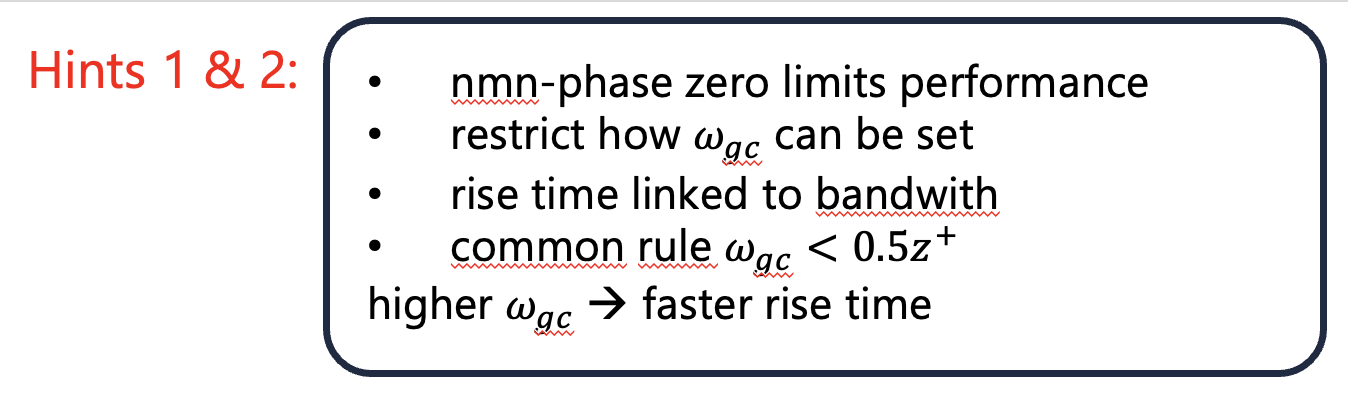 Hints 1 & 2:
• nmn-phase zero limits performance
• restrict how ω_gc can be set
• rise time linked to bandwith
• common rule ω_gc < 0.5z⁺
higher ω_gc → faster rise time